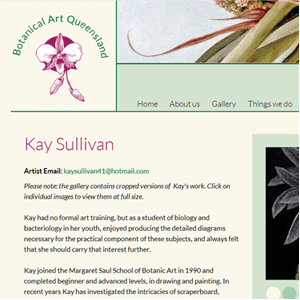 Botanical Art Queensland
Home About us Gallery Things we do
Kay Sullivan
Artist Email: kaysullivan41@hotmail.com
Please note: the gallery contains cropped versions of Kay's work. Click on
individual images to view them at full size.
Kay had no formal art training, but as a student of biology and
bacteriology in her youth, enjoyed producing the detailed diagrams
necessary for the practical component of these subjects, and always felt
that she should carry that interest further.
Kay joined the Margaret Saul School of Botanic Art in 1990 and
completed beginner and advanced levels, in drawing and painting. In
recent years Kay has investigated the intricacies of scraperboard,